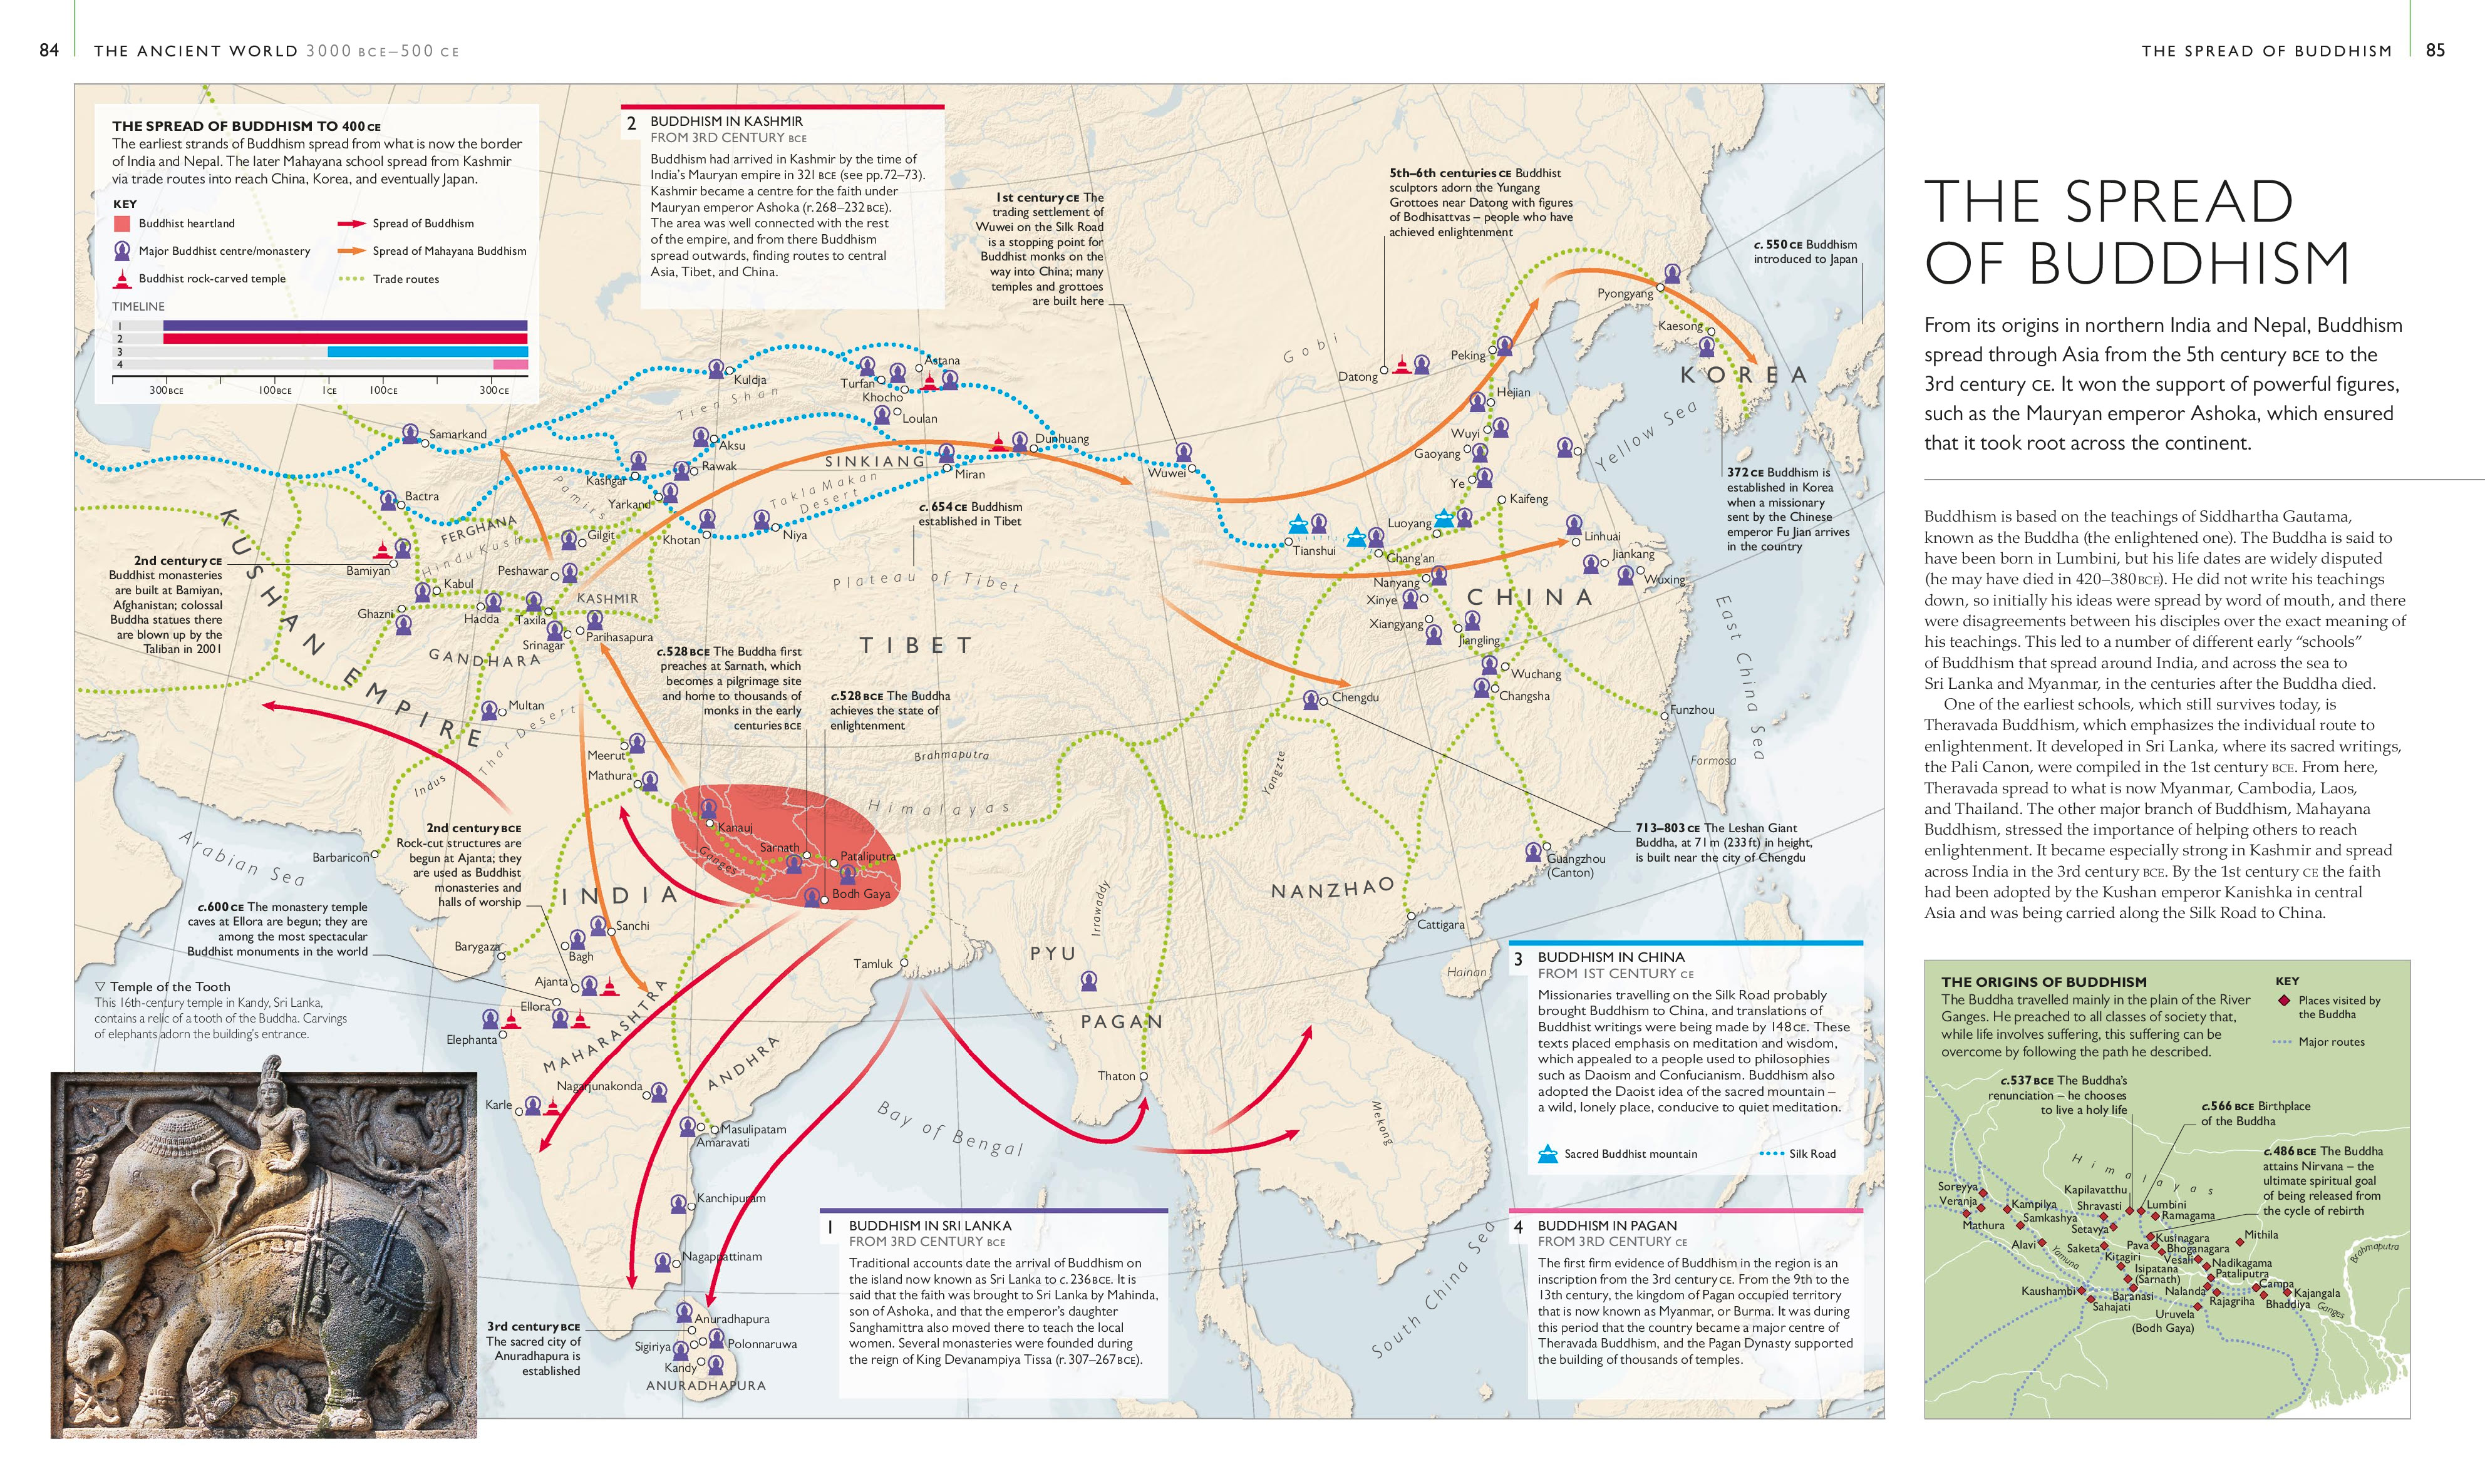 84
THE ANCIENT WORLD 3000 BCE–500 CE
THE SPREAD OF BUDDHISM
85
THE SPREAD OF BUDDHISM TO 400 CE
The earliest strands of Buddhism spread from what is now the border
of India and Nepal. The later Mahayana school spread from Kashmir
via trade routes into reach China, Korea, and eventually Japan.
KEY
Buddhist heartland
Major Buddhist centre/monastery
Buddhist rock-carved temple
Spread of Buddhism
Spread of Mahayana Buddhism
Trade routes
TIMELINE
1
2
3
4
300BCE
100BCE
1CE
100CE
300CE
2 BUDDHISM IN KASHMIR
FROM 3RD CENTURY BCE
Buddhism had arrived in Kashmir by the time of
India's Mauryan empire in 321 BCE (see pp.72–73).
Kashmir became a centre for the faith under
Mauryan emperor Ashoka (r.268–232BCE).
The area was well connected with the rest
of the empire, and from there Buddhism
spread outwards, finding routes to central
Asia, Tibet, and China.
1st century CE The
trading settlement of
Wuwei on the Silk Road
is a stopping point for
Buddhist monks on the
way into China; many
temples and grottoes
are built here
5th–6th centuries CE Buddhist
sculptors adorn the Yungang
Grottoes near Datong with figures
of Bodhisattvas – people who have
achieved enlightenment
c. 550 CE Buddhism
introduced to Japan
Pyongyang
Kaesong
KOREA
Gobi
Peking
Datong
Hejian
Wuyi
Gaoyang
Ye
Kaifeng
Yellow Sea
372 CE Buddhism is
established in Korea
when a missionary
sent by the Chinese
emperor Fu Jian arrives
in the country
Astana
Turfan
Khocho
Loulan
Kuldja
Tien Shan
Samarkand
Aksu
Rawak
SINKIANG
Dunhuang
Miran
Wuwei
Kashgar
Pamirs
Yarkand
Takla Makan
Desert
Bactra
FERGHANA
Hindu Kush
Gilgit
Khotan
Niya
c. 654 CE Buddhism
established in Tibet
Luoyang
Tianshui
Chang'an
Linhuai
Jiankang
Wuxing
Nanyang
Xinye
CHINA
Xiangyang
Jiangling
Wuchang
Changsha
Chengdu
Funzhou
East China Sea
Formosa
KUSHAN EMPIRE
2nd century CE
Buddhist monasteries
are built at Bamiyan,
Afghanistan; colossal
Buddha statues there
are blown up by the
Taliban in 2001
Bamiyan
Kabul
Peshawar
KASHMIR
Ghazni
Hadda
Taxila
Parihasapura
Srinagar
GANDHARA
Plateau of Tibet
TIBET
c.528 BCE The Buddha first
preaches at Sarnath, which
becomes a pilgrimage site
and home to thousands of
monks in the early
centuries BCE
c.528 BCE The Buddha
achieves the state of
enlightenment
Multan
Thar Desert
Indus
Meerut
Mathura
Brahmaputra
Himalayas
Yangzte
Kanauj
Ganges
Sarnath
Pataliputra
Bodh Gaya
2nd century BCE
Rock-cut structures are
begun at Ajanta; they
are used as Buddhist
monasteries and
halls of worship
Barbaricon
Arabian Sea
INDIA
c.600 CE The monastery temple
caves at Ellora are begun; they are
among the most spectacular
Buddhist monuments in the world
Barygaza
Sanchi
Bagh
Ajanta
Ellora
Elephanta
MAHARASHTRA
ANDHRA
Tamluk
Irrawaddy
PYU
PAGAN
Thaton
Bay of Bengal
Mekong
NANZHAO
Cattigara
Hainan
Guangzhou
(Canton)
713–803 CE The Leshan Giant
Buddha, at 71 m (233 ft) in height,
is built near the city of Chengdu
Karle
Nagarjunakonda
Masulipatam
Amaravati
Kanchipuram
Nagappattinam
Anuradhapura
Sigiriya
Polonnaruwa
Kandy
ANURADHAPURA
3rd century BCE
The sacred city of
Anuradhapura is
established
South China Sea
▽ Temple of the Tooth
This 16th-century temple in Kandy, Sri Lanka,
contains a relic of a tooth of the Buddha. Carvings
of elephants adorn the building's entrance.
1 BUDDHISM IN SRI LANKA
FROM 3RD CENTURY BCE
Traditional accounts date the arrival of Buddhism on
the island now known as Sri Lanka to c.236BCE. It is
said that the faith was brought to Sri Lanka by Mahinda,
son of Ashoka, and that the emperor's daughter
Sanghamittra also moved there to teach the local
women. Several monasteries were founded during
the reign of King Devanampiya Tissa (r.307–267BCE).
3 BUDDHISM IN CHINA
FROM 1ST CENTURY CE
Missionaries travelling on the Silk Road probably
brought Buddhism to China, and translations of
Buddhist writings were being made by 148CE. These
texts placed emphasis on meditation and wisdom,
which appealed to a people used to philosophies
such as Daoism and Confucianism. Buddhism also
adopted the Daoist idea of the sacred mountain –
a wild, lonely place, conducive to quiet meditation.
Sacred Buddhist mountain
Silk Road
4 BUDDHISM IN PAGAN
FROM 3RD CENTURY CE
The first firm evidence of Buddhism in the region is an
inscription from the 3rd century CE. From the 9th to the
13th century, the kingdom of Pagan occupied territory
that is now known as Myanmar, or Burma. It was during
this period that the country became a major centre of
Theravada Buddhism, and the Pagan Dynasty supported
the building of thousands of temples.
THE SPREAD
OF BUDDHISM
From its origins in northern India and Nepal, Buddhism
spread through Asia from the 5th century BCE to the
3rd century CE. It won the support of powerful figures,
such as the Mauryan emperor Ashoka, which ensured
that it took root across the continent.
Buddhism is based on the teachings of Siddhartha Gautama,
known as the Buddha (the enlightened one). The Buddha is said to
have been born in Lumbini, but his life dates are widely disputed
(he may have died in 420–380 BCE). He did not write his teachings
down, so initially his ideas were spread by word of mouth, and there
were disagreements between his disciples over the exact meaning of
his teachings. This led to a number of different early "schools"
of Buddhism that spread around India, and across the sea to
Sri Lanka and Myanmar, in the centuries after the Buddha died.
One of the earliest schools, which still survives today, is
Theravada Buddhism, which emphasizes the individual route to
enlightenment. It developed in Sri Lanka, where its sacred writings,
the Pali Canon, were compiled in the 1st century BCE. From here,
Theravada spread to what is now Myanmar, Cambodia, Laos,
and Thailand. The other major branch of Buddhism, Mahayana
Buddhism, stressed the importance of helping others to reach
enlightenment. It became especially strong in Kashmir and spread
across India in the 3rd century BCE. By the 1st century CE the faith
had been adopted by the Kushan emperor Kanishka in central
Asia and was being carried along the Silk Road to China.
THE ORIGINS OF BUDDHISM
The Buddha travelled mainly in the plain of the River
Ganges. He preached to all classes of society that,
while life involves suffering, this suffering can be
overcome by following the path he described.
KEY
Places visited by
the Buddha
Major routes
c.537 BCE The Buddha's
renunciation – he chooses
to live a holy life
c.566 BCE Birthplace
of the Buddha
c.486 BCE The Buddha
attains Nirvana – the
ultimate spiritual goal
of being released from
the cycle of rebirth
Himalayas
Soreyya
Veranja
Mathura
Kampilya
Samkashya
Alavi
Yamuna
Kapilavatthu
Shravasti
Setavya
Lumbini
Ramagama
Kusinagara
Saketa
Pava
Bhoganagara
Mithila
Kitagiri
Vesali
Nadikagama
Isipatana
(Sarnath)
Pataliputra
Kaushambi
Baranasi
Nalanda
Campa
Kajangala
Sahajati
Rajagriha
Bhaddiya
Uruvela
(Bodh Gaya)
Ganges
Brahmaputra